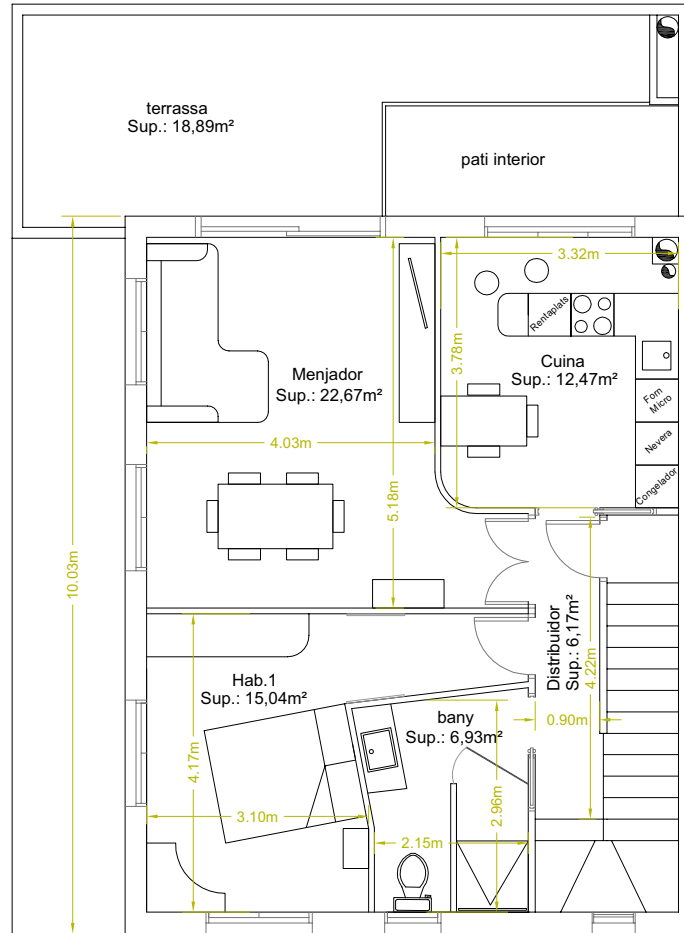 terrassa
Sup.: 18,89m²
pati interior
3.32m
Rentaplats
3.78m
Cuina
Sup.: 12,47m²
Menjador
Sup.: 22,67m²
Forn
Micro
4.03m
Nevera
Congelador
5.18m
10.03m
Distribuidor
Sup.: 6,17m²
4.22m
Hab.1
Sup.: 15,04m²
bany
Sup.: 6,93m²
0.90m
4.17m
3.10m
2.96m
2.15m